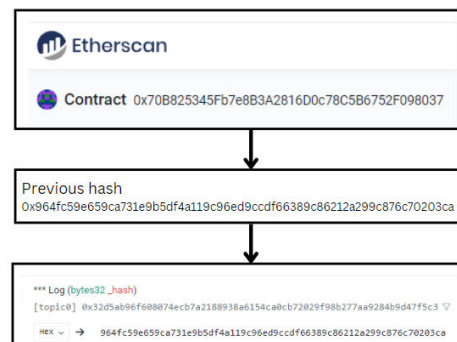 Etherscan
Contract 0x70B825345Fb7e8B3A2816D0c78C5B6752F098037
Previous hash
0x964fc59e659ca731e9b5df4a119c96ed9ccdf66389c86212a299c876c70203ca
*** Log (bytes32 _hash)
[topic0] 0x32d5ab96f608074ecb7a2188938a6154ca0cb72029f98b277aa9284b9d47f5c3
Hex → 964fc59e659ca731e9b5df4a119c96ed9ccdf66389c86212a299c876c70203ca